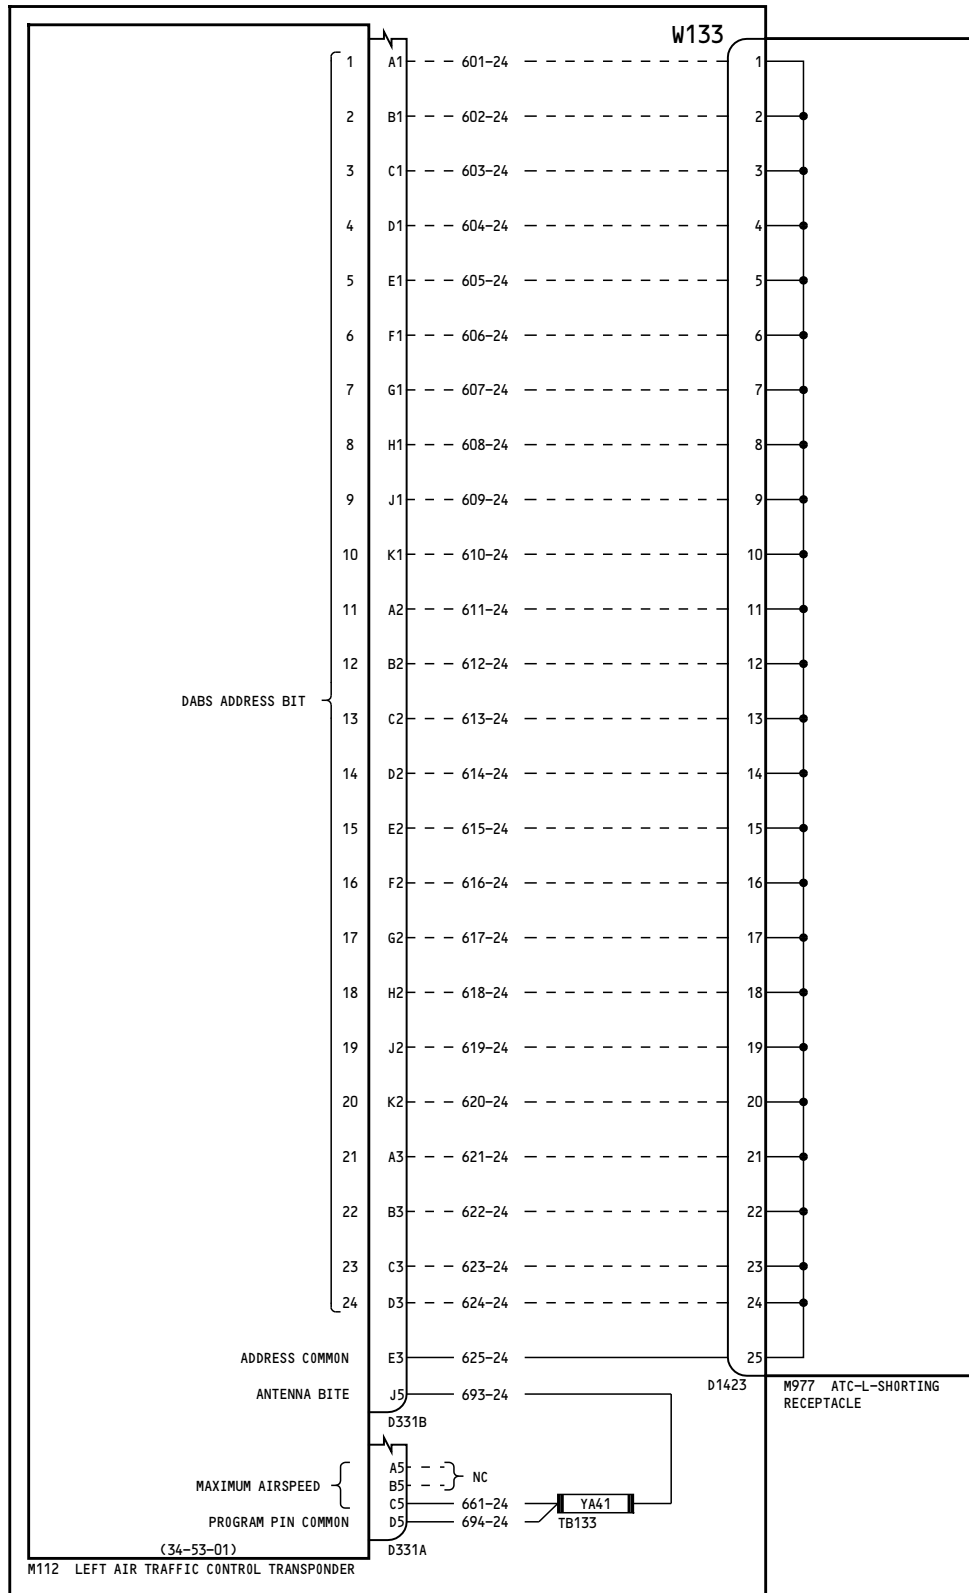 W133
1 A1 601-24 1
2 B1 602-24 2
3 C1 603-24 3
4 D1 604-24 4
5 E1 605-24 5
6 F1 606-24 6
7 G1 607-24 7
8 H1 608-24 8
9 J1 609-24 9
10 K1 610-24 10
11 A2 611-24 11
12 B2 612-24 12
DABS ADDRESS BIT
13 C2 613-24 13
14 D2 614-24 14
15 E2 615-24 15
16 F2 616-24 16
17 G2 617-24 17
18 H2 618-24 18
19 J2 619-24 19
20 K2 620-24 20
21 A3 621-24 21
22 B3 622-24 22
23 C3 623-24 23
24 D3 624-24 24
ADDRESS COMMON E3 625-24 25
D1423 M977 ATC-L-SHORTING
RECEPTACLE
ANTENNA BITE J5 693-24
D331B
A5
NC
MAXIMUM AIRSPEED B5
C5 661-24 YA41
PROGRAM PIN COMMON D5 694-24 TB133
(34-53-01) D331A
M112 LEFT AIR TRAFFIC CONTROL TRANSPONDER